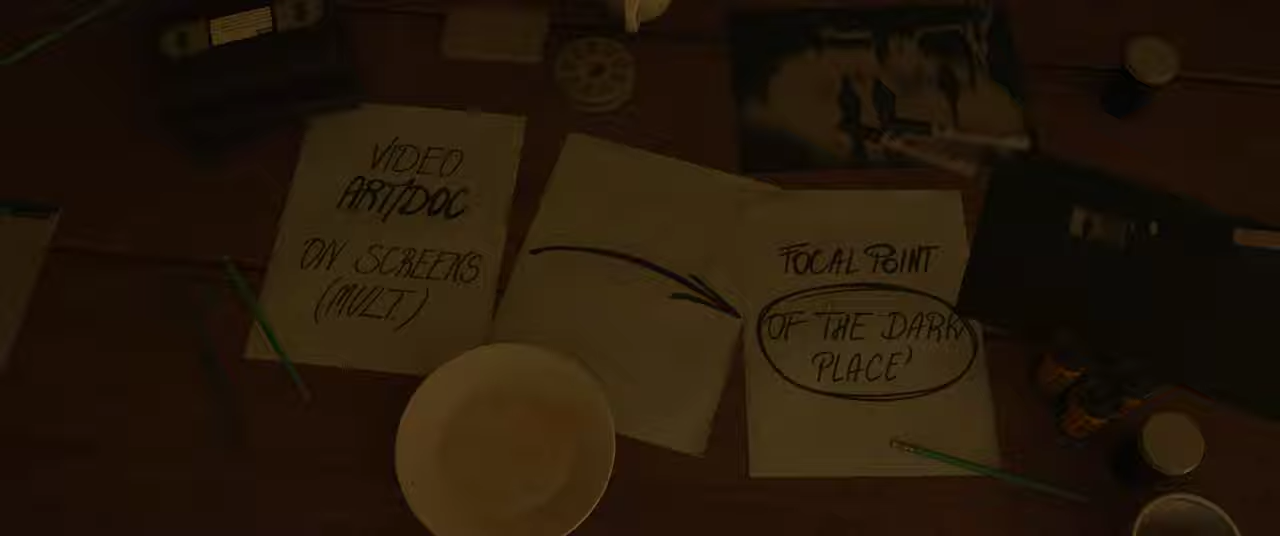 VIDEO
ART/DOC
ON SCREENS
(MULT.)
FOCAL POINT
OF THE DARK
PLACE'